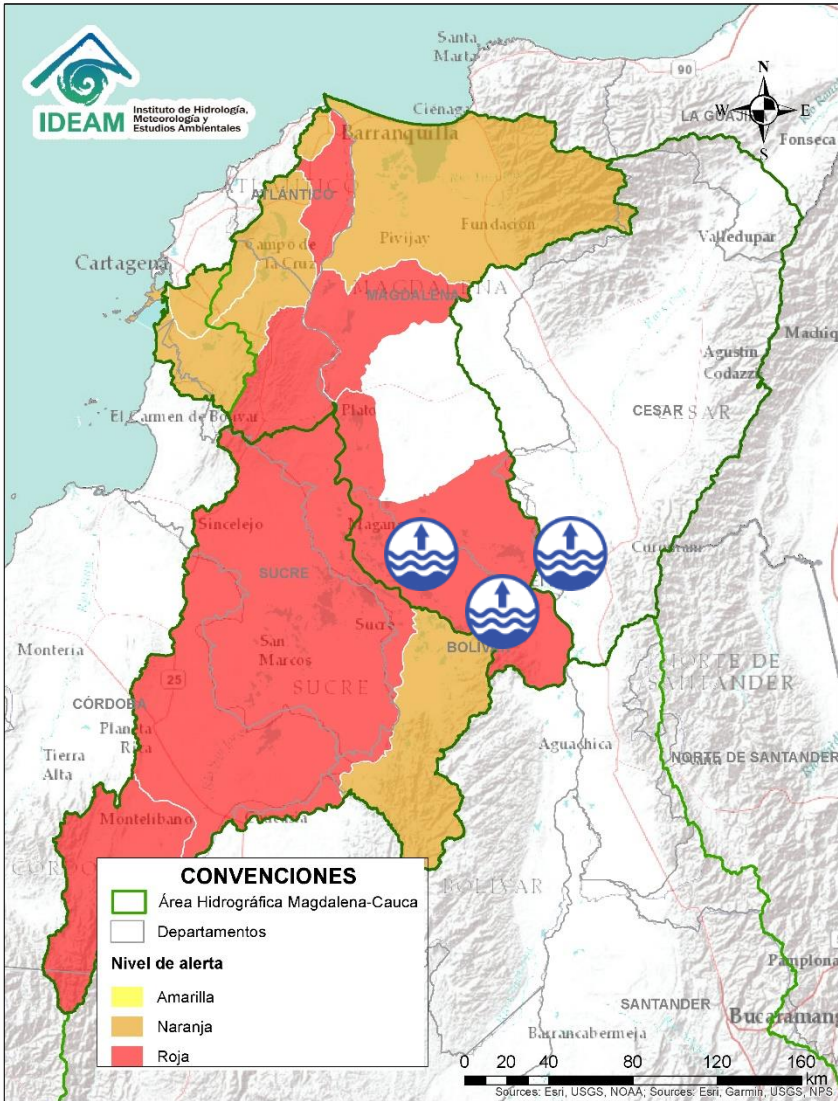 IDEAM
Instituto de Hidrología,
Meteorología y
Estudios Ambientales
Santa
Marta
90
N
W
E
S
LA GUAJI
Fonseca
Ciénaga
Barranquilla
ATLÁNTICO
Valledupar
Pivijay
Fundación
Campo de
la Cruz
Cartagena
MAGDALENA
Agustín
Codazzi
El Carmen de Bolívar
Plato
CESAR
Sincelejo
Magan
Curumaní
SUCRE
Sucre
Montería
San
Marcos
BOLÍV
SUCRE
NORTE DE
SANTANDER
25
CÓRDOBA
Planeta
Rica
Tierra
Alta
Aguachica
NORTE DE SANTANDER
Montelíbano
BOLÍVAR
CONVENCIONES
Área Hidrográfica Magdalena-Cauca
Departamentos
Nivel de alerta
Amarilla
Naranja
Roja
Pamplona
SANTANDER
Bucaramang
Barrancabermeja
0 20 40 80 120 160
km
Sources: Esri, USGS, NOAA; Sources: Esri, Garmin, USGS, NPS